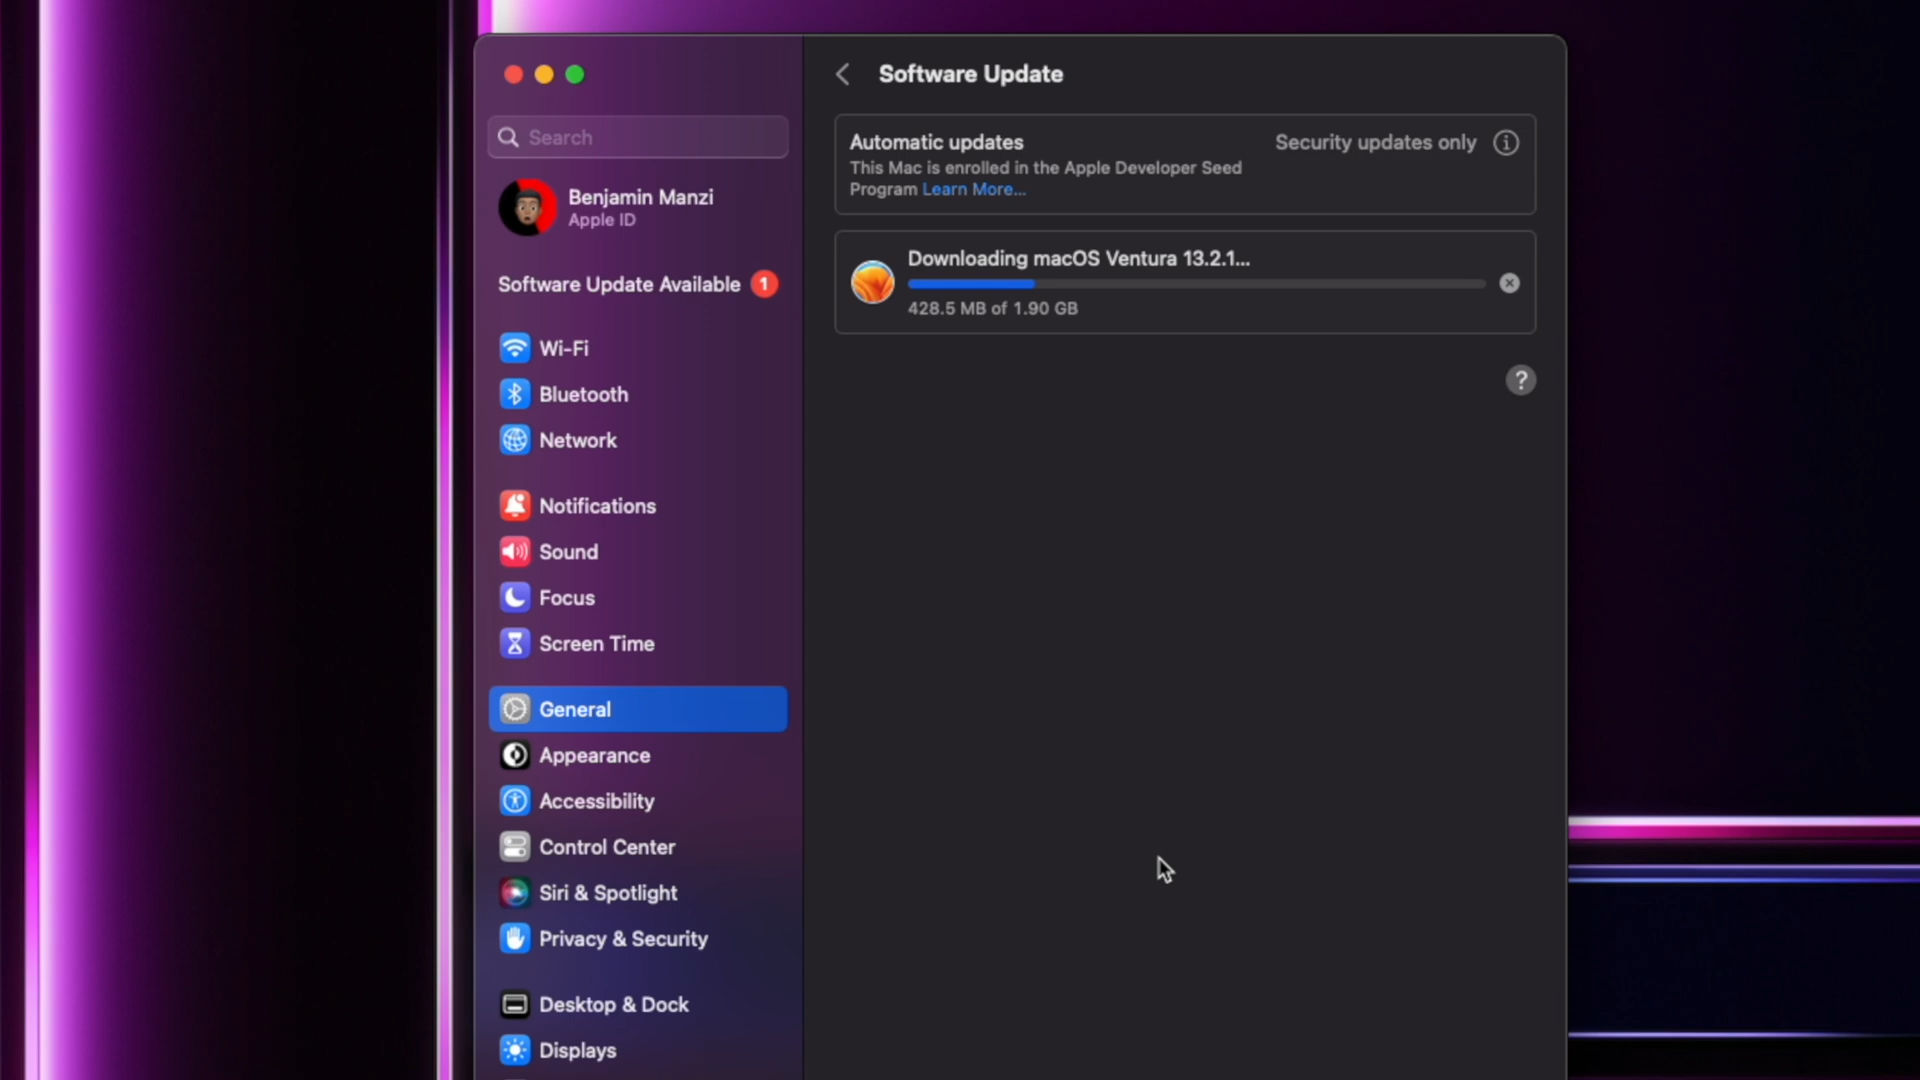 Software Update
Search
Automatic updates
Security updates only
This Mac is enrolled in the Apple Developer Seed
Program Learn More...
Benjamin Manzi
Apple ID
Downloading macOS Ventura 13.2.1...
428.5 MB of 1.90 GB
Software Update Available 1
Wi-Fi
Bluetooth
Network
Notifications
Sound
Focus
Screen Time
General
Appearance
Accessibility
Control Center
Siri & Spotlight
Privacy & Security
Desktop & Dock
Displays
?